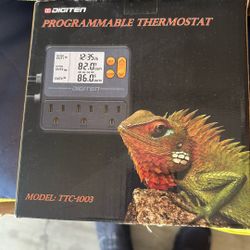 DIGITEN
PROGRAMMABLE THERMOSTAT
DIGITEN
12:35
82.0
86.0
MODEL: TTC-1003